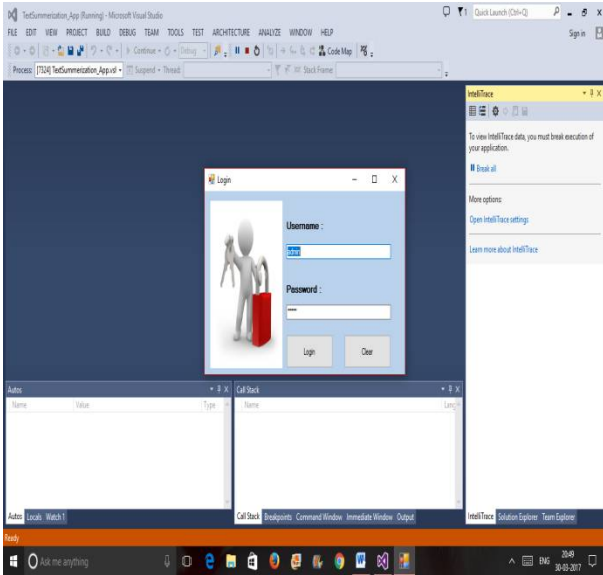 TextSummerization_App (Running) - Microsoft Visual Studio
1
Quick Launch (Ctrl+Q)
FILE EDIT VIEW PROJECT BUILD DEBUG TEAM TOOLS TEST ARCHITECTURE ANALYZE WINDOW HELP
Sign in
Continue
Debug
Code Map
Process: [7324] TextSummerization_App.vsl
Suspend
Thread:
Stack Frame:
IntelliTrace
To view IntelliTrace data, you must break execution of
your application.
Break all
More options:
Open IntelliTrace settings
Learn more about IntelliTrace
Login
Username :
admin
Password :
*****
Login
Clear
Autos
Name Value Type
Call Stack
Name Lang
Autos Locals Watch 1
Call Stack Breakpoints Command Window Immediate Window Output
IntelliTrace Solution Explorer Team Explorer
Ready
Ask me anything
ENG
20:49
30-03-2017